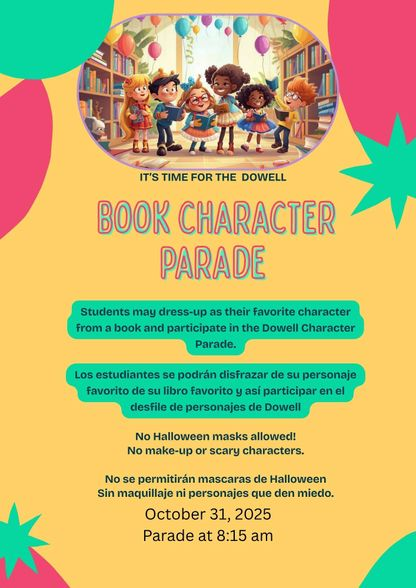 IT'S TIME FOR THE DOWELL
BOOK CHARACTER
PARADE
Students may dress-up as their favorite character
from a book and participate in the Dowell Character
Parade.
Los estudiantes se podrán disfrazar de su personaje
favorito de su libro favorito y así participar en el
desfile de personajes de Dowell
No Halloween masks allowed!
No make-up or scary characters.
No se permitirán mascaras de Halloween
Sin maquillaje ni personajes que den miedo.
October 31, 2025
Parade at 8:15 am